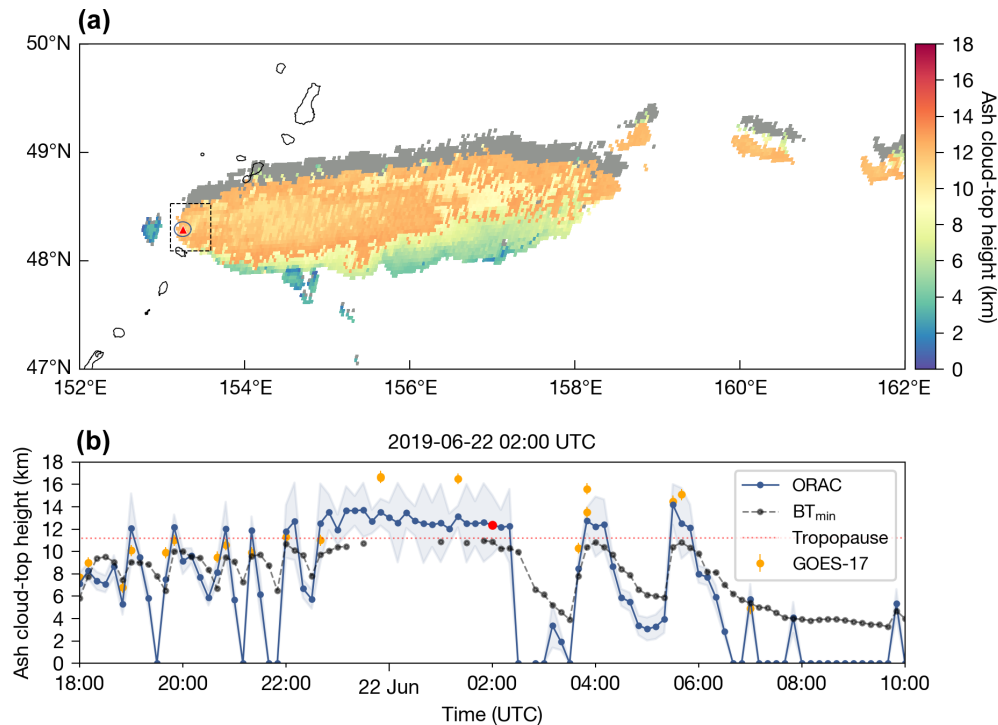 (a)
50°N
49°N
48°N
47°N
152°E 154°E 156°E 158°E 160°E 162°E
18
16
14
12
10
8
6
4
2
0
Ash cloud-top height (km)
(b)
2019-06-22 02:00 UTC
Ash cloud-top height (km)
18
16
14
12
10
8
6
4
2
0
ORAC
BTmin
Tropopause
GOES-17
18:00 20:00 22:00 22 Jun 02:00 04:00 06:00 08:00 10:00
Time (UTC)